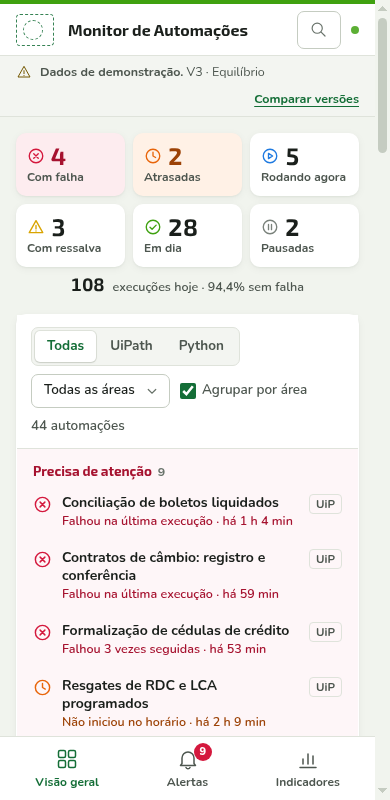 Monitor de Automações
Dados de demonstração. V3 · Equilíbrio
Comparar versões
4
Com falha
2
Atrasadas
5
Rodando agora
3
Com ressalva
28
Em dia
2
Pausadas
108 execuções hoje · 94,4% sem falha
Todas UiPath Python
Todas as áreas Agrupar por área
44 automações
Precisa de atenção 9
Conciliação de boletos liquidados UiP
Falhou na última execução · há 1 h 4 min
Contratos de câmbio: registro e UiP
conferência
Falhou na última execução · há 59 min
Formalização de cédulas de crédito UiP
Falhou 3 vezes seguidas · há 53 min
Resgates de RDC e LCA UiP
programados
Não iniciou no horário · há 2 h 9 min
9
Visão geral Alertas Indicadores